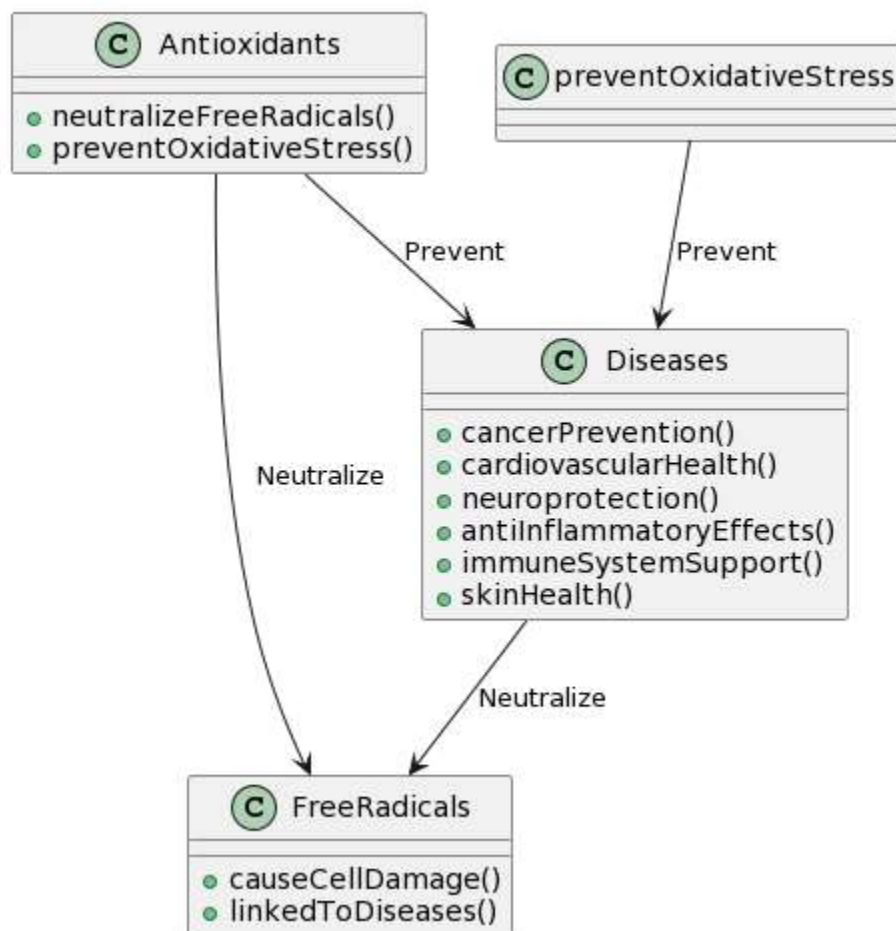 C Antioxidants
neutralizeFreeRadicals()
preventOxidativeStress()
C preventOxidativeStress
Prevent
Prevent
C Diseases
cancerPrevention()
cardiovascularHealth()
neuroprotection()
antiInflammatoryEffects()
immuneSystemSupport()
skinHealth()
Neutralize
Neutralize
C FreeRadicals
causeCellDamage()
linkedToDiseases()